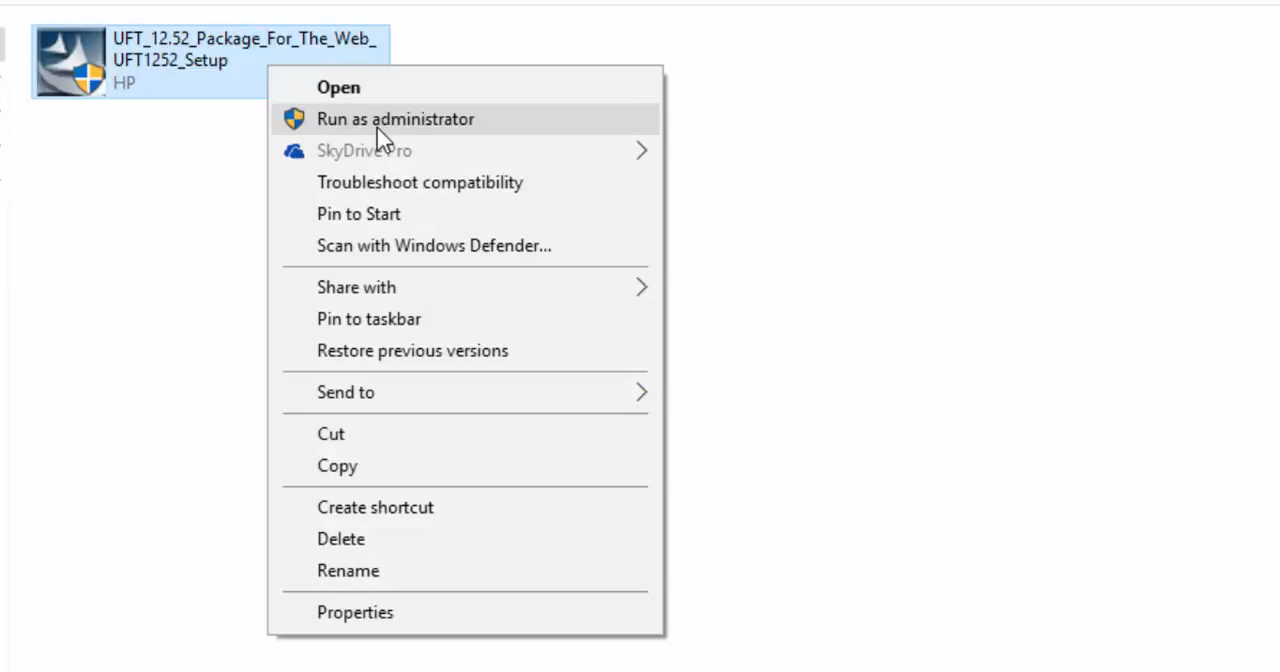 UFT_12.52_Package_For_The_Web_
UFT1252_Setup
HP
Open
Run as administrator
SkyDrive Pro
Troubleshoot compatibility
Pin to Start
Scan with Windows Defender...
Share with
Pin to taskbar
Restore previous versions
Send to
Cut
Copy
Create shortcut
Delete
Rename
Properties